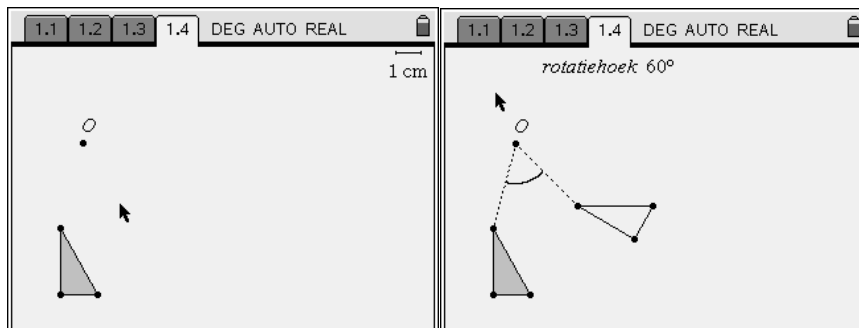 1.1 1.2 1.3 1.4 DEG AUTO REAL
1 cm
O
1.1 1.2 1.3 1.4 DEG AUTO REAL
rotatiehoek 60°
O